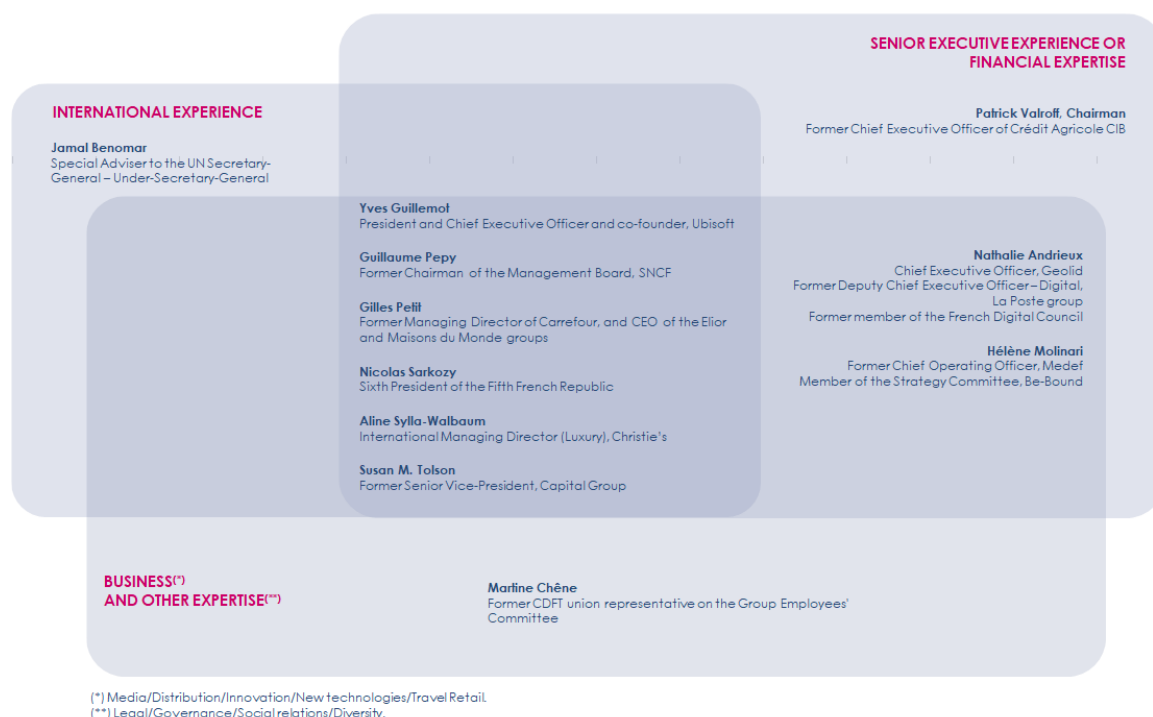 SENIOR EXECUTIVE EXPERIENCE OR
FINANCIAL EXPERTISE
Patrick Valroff, Chairman
Former Chief Executive Officer of Crédit Agricole CIB
INTERNATIONAL EXPERIENCE
Jamal Benomar
Special Adviser to the UN Secretary-
General – Under-Secretary-General
Yves Guillemot
President and Chief Executive Officer and co-founder, Ubisoft
Guillaume Pepy
Former Chairman of the Management Board, SNCF
Gilles Petit
Former Managing Director of Carrefour, and CEO of the Elior
and Maisons du Monde groups
Nicolas Sarkozy
Sixth President of the Fifth French Republic
Aline Sylla-Walbaum
International Managing Director (Luxury), Christie's
Susan M. Tolson
Former Senior Vice-President, Capital Group
Nathalie Andrieux
Chief Executive Officer, Geolid
Former Deputy Chief Executive Officer – Digital,
La Poste group
Former member of the French Digital Council
Hélène Molinari
Former Chief Operating Officer, Medef
Member of the Strategy Committee, Be-Bound
BUSINESS(*)
AND OTHER EXPERTISE(**)
Martine Chêne
Former CDFT union representative on the Group Employees'
Committee
(*) Media/Distribution/Innovation/New technologies/Travel Retail.
(**) Legal/Governance/Social relations/Diversity.